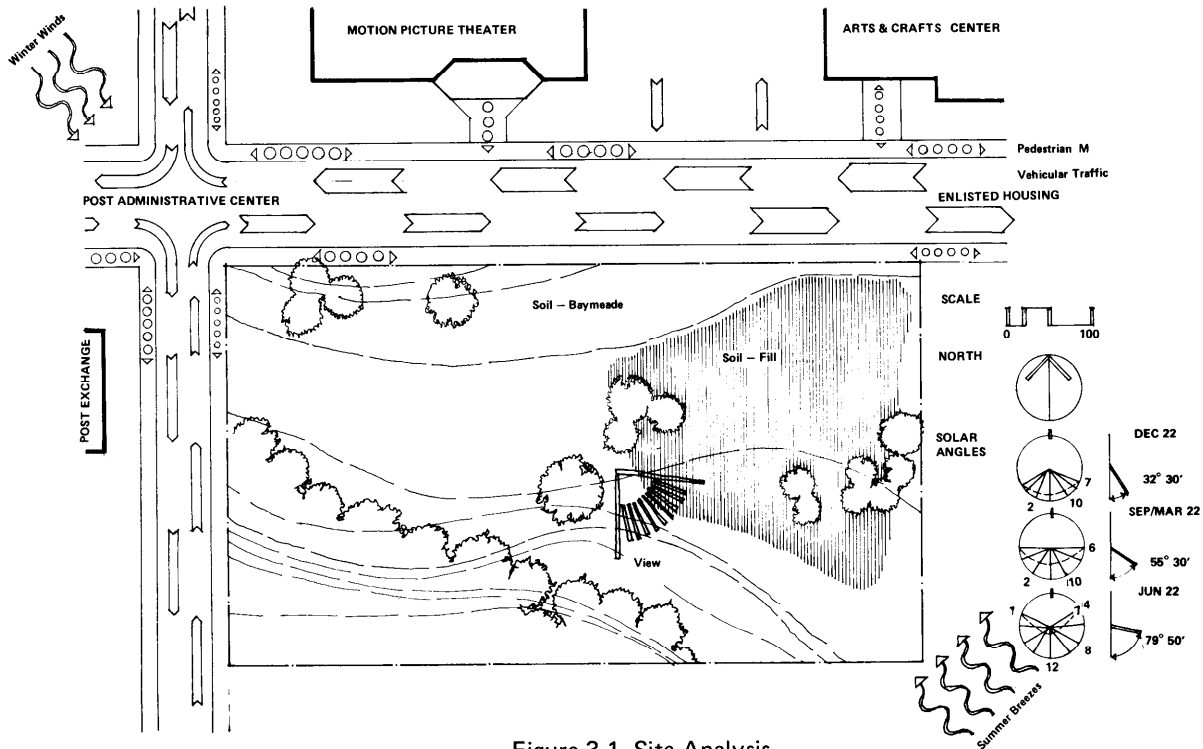 Winter Winds
MOTION PICTURE THEATER
ARTS & CRAFTS CENTER
Pedestrian M
Vehicular Traffic
POST ADMINISTRATIVE CENTER
ENLISTED HOUSING
POST EXCHANGE
Soil – Baymeade
Soil – Fill
View
SCALE
0 100
NORTH
SOLAR
ANGLES
DEC 22
7
2 10
32° 30′
SEP/MAR 22
6
2 10
55° 30′
JUN 22
4
8
12
79° 50′
Summer Breezes
Figure 3-1 Site Analysis